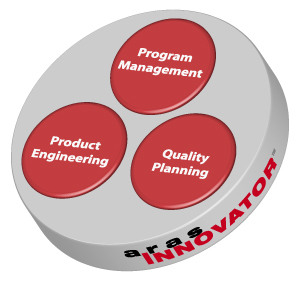 Program
Management
Product
Engineering
Quality
Planning
aras
INNOVATOR